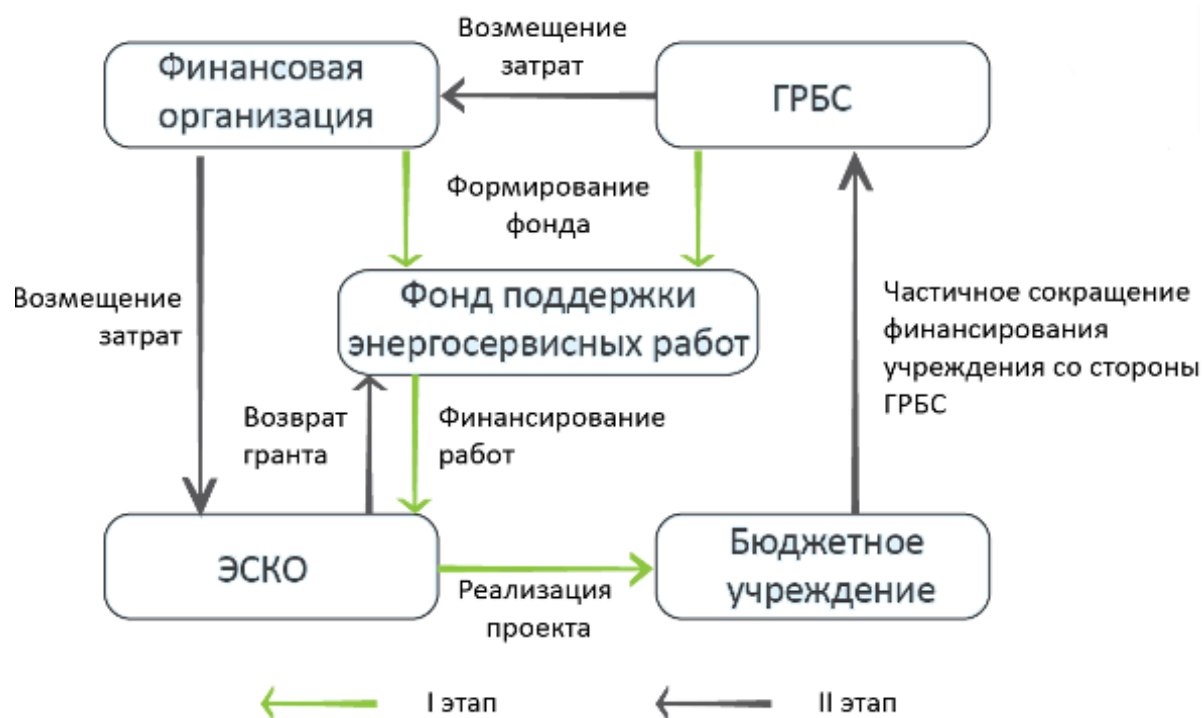 Возмещение
затрат
Финансовая
организация
ГРБС
Формирование
фонда
Возмещение
затрат
Фонд поддержки
энергосервисных работ
Частичное сокращение
финансирования
учреждения со стороны
ГРБС
Возврат
гранта
Финансирование
работ
ЭСКО
Реализация
проекта
Бюджетное
учреждение
I этап
II этап